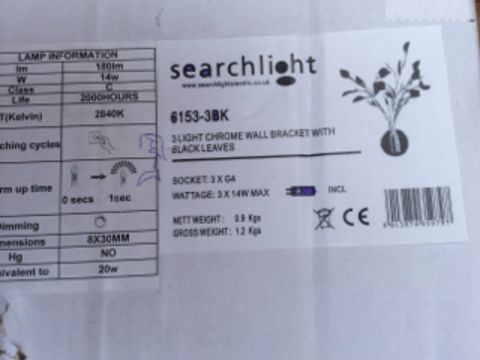 LAMP INFORMATION
lm 180lm
W 14w
Class C
Life 2000HOURS
T(Kelvin) 2840K
ching cycles
rm up time 0 secs 1sec
Dimming
mensions 8X30MM
Hg NO
uivalent to 20w
searchlight
www.searchlightelectric.co.uk
6153-3BK
3 LIGHT CHROME WALL BRACKET WITH
BLACK LEAVES
SOCKET: 3 X G4
WATTAGE: 3 X 14W MAX INCL
NETT WEIGHT: 0.9 Kgs
GROSS WEIGHT: 1.2 Kgs
CE